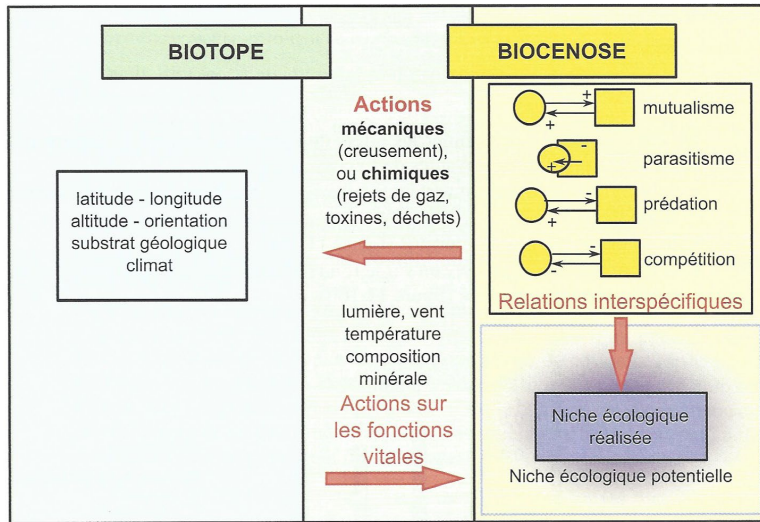 BIOTOPE
BIOCENOSE
latitude - longitude
altitude - orientation
substrat géologique
climat
Actions
mécaniques
(creusement),
ou chimiques
(rejets de gaz,
toxines, déchets)
lumière, vent
température
composition
minérale
Actions sur
les fonctions
vitales
+
+
mutualisme
-
+
parasitisme
-
+
prédation
-
-
compétition
Relations interspécifiques
Niche écologique
réalisée
Niche écologique potentielle